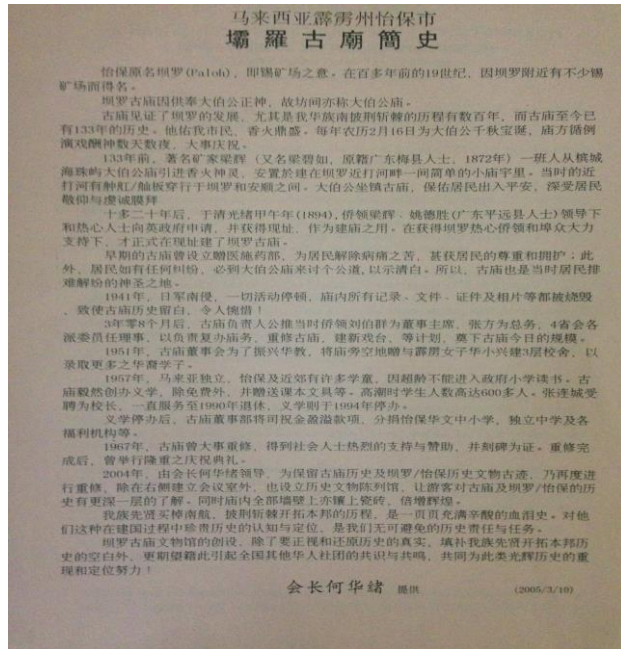 马来西亚霹雳州怡保市
壩羅古廟簡史
怡保原名坝罗(Paloh)，即锡矿场之意。在百多年前的19世纪，因坝罗附近有不少锡
矿场而得名。
坝罗古庙因供奉大伯公正神，故坊间亦称大伯公庙。
古庙见证了坝罗的发展，尤其是我华族南披荆斩棘的历程有数百年，而古庙至今已
有133年的历史。他佑我市民，香火鼎盛。每年农历2月16日为大伯公千秋宝诞，庙方循例
演戏酬神数天数夜，大事庆祝。
133年前，著名矿家梁辉（又名梁碧如，原籍广东梅县人士，1872年）一班人从槟城
海珠屿大伯公庙引进香火神灵，安置於建在坝罗近打河畔一间简单的小庙宇里。当时的近
打河有舯舡/舢板穿行于坝罗和安顺之间。大伯公坐镇古庙，保佑居民出入平安，深受居民
敬仰与虔诚膜拜
十多二十年后，于清光绪甲午年(1894)，侨领梁辉、姚德胜(广东平远县人士)领导下
和热心人士向英政府申请，并获得现址，作为建庙之用。在获得坝罗热心侨领和埠众大力
支持下，才正式在现址建了坝罗古庙。
早期的古庙曾设立赠医施药部，为居民解除病痛之苦，甚获居民的尊重和拥护；此
外，居民如有任何纠纷，必到大伯公庙来讨个公道，以示清白。所以，古庙也是当时居民排
难解纷的神圣之地。
1941年，日军南侵，一切活动停顿，庙内所有记录、文件、证件及相片等都被烧毁
，致使古庙历史留白，令人惋惜！
3年零8个月后，古庙负责人公推当时侨领刘伯群为董事主席，张方为总务，4省会各
派委员任理事，以负责复办庙务，重修古庙，建新戏台，等计划，奠下古庙今日的规模。
1951年，古庙董事会为了振兴华教，将庙旁空地赠与霹雳女子华小兴建3层校舍，以
录取更多之华裔学子。
1957年，马来亚独立，怡保及近郊有许多学童，因超龄不能进入政府小学读书。古
庙毅然创办义学，除免费外，并赠送课本文具等。高潮时学生人数高达600多人。张连城受
聘为校长，一直服务至1990年退休，义学则于1994年停办。
义学停办后，古庙董事部将司祝金盈溢款项，分捐怡保华文中小学，独立中学及各
福利机构等。
1967年，古庙曾大事重修，得到社会人士热烈的支持与赞助，并刻碑为证。重修完
成后，曾举行隆重之庆祝典礼。
2004年，由会长何华绪领导，为保留古庙历史及坝罗/怡保历史文物古迹，乃再度进
行重修，除在右侧建立会议室外，也设立历史文物陈列馆，让游客对古庙及坝罗/怡保的历
史有更深一层的了解。同时庙内全部墙壁上亦镶上瓷砖，倍增辉煌。
我族先贤买棹南航，披荆斩棘开拓本邦的历程，是一页页充满辛酸的血泪史。对他
们这种在建国过程中珍贵历史的认知与定位，是我们无可避免的历史责任与任务。
坝罗古庙文物馆的创设，除了要正视和还原历史的真实，填补我族先贤开拓本邦历
史的空白外，更期望藉此引起全国其他华人社团的共识与共鸣，共同为此类光辉历史的重
现和定位努力！
会长何华绪 提供 (2005/3/10)